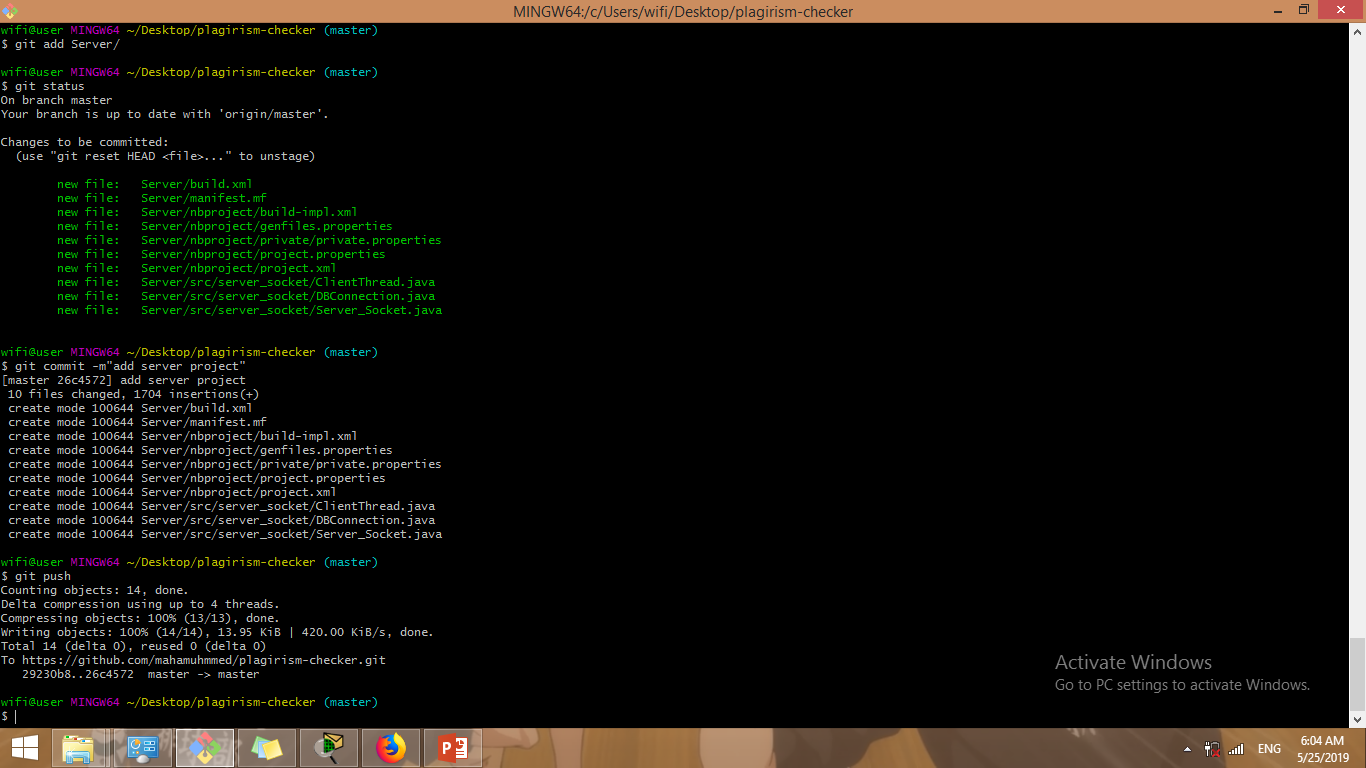 MINGW64:/c/Users/wifi/Desktop/plagirism-checker
wifi@user MINGW64 ~/Desktop/plagirism-checker (master)
$ git add Server/
wifi@user MINGW64 ~/Desktop/plagirism-checker (master)
$ git status
On branch master
Your branch is up to date with 'origin/master'.
Changes to be committed:
(use "git reset HEAD <file>..." to unstage)
new file: Server/build.xml
new file: Server/manifest.mf
new file: Server/nbproject/build-impl.xml
new file: Server/nbproject/genfiles.properties
new file: Server/nbproject/private/private.properties
new file: Server/nbproject/project.properties
new file: Server/nbproject/project.xml
new file: Server/src/server_socket/ClientThread.java
new file: Server/src/server_socket/DBConnection.java
new file: Server/src/server_socket/Server_Socket.java
wifi@user MINGW64 ~/Desktop/plagirism-checker (master)
$ git commit -m"add server project"
[master 26c4572] add server project
10 files changed, 1704 insertions(+)
create mode 100644 Server/build.xml
create mode 100644 Server/manifest.mf
create mode 100644 Server/nbproject/build-impl.xml
create mode 100644 Server/nbproject/genfiles.properties
create mode 100644 Server/nbproject/private/private.properties
create mode 100644 Server/nbproject/project.properties
create mode 100644 Server/nbproject/project.xml
create mode 100644 Server/src/server_socket/ClientThread.java
create mode 100644 Server/src/server_socket/DBConnection.java
create mode 100644 Server/src/server_socket/Server_Socket.java
wifi@user MINGW64 ~/Desktop/plagirism-checker (master)
$ git push
Counting objects: 14, done.
Delta compression using up to 4 threads.
Compressing objects: 100% (13/13), done.
Writing objects: 100% (14/14), 13.95 KiB | 420.00 KiB/s, done.
Total 14 (delta 0), reused 0 (delta 0)
To https://github.com/mahamuhmmed/plagirism-checker.git
29230b8..26c4572 master -> master
wifi@user MINGW64 ~/Desktop/plagirism-checker (master)
$
Activate Windows
Go to PC settings to activate Windows.
P
ENG
6:04 AM
5/25/2019